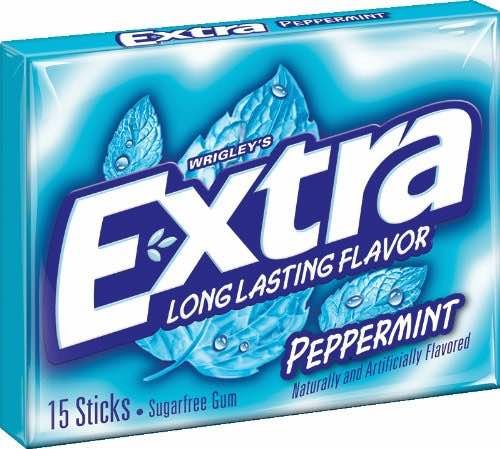 Extra PEPPERMINT
WRIGLEY'S
Extra
LONG LASTING FLAVOR
PEPPERMINT
Naturally and Artificially Flavored
15 Sticks • Sugarfree Gum